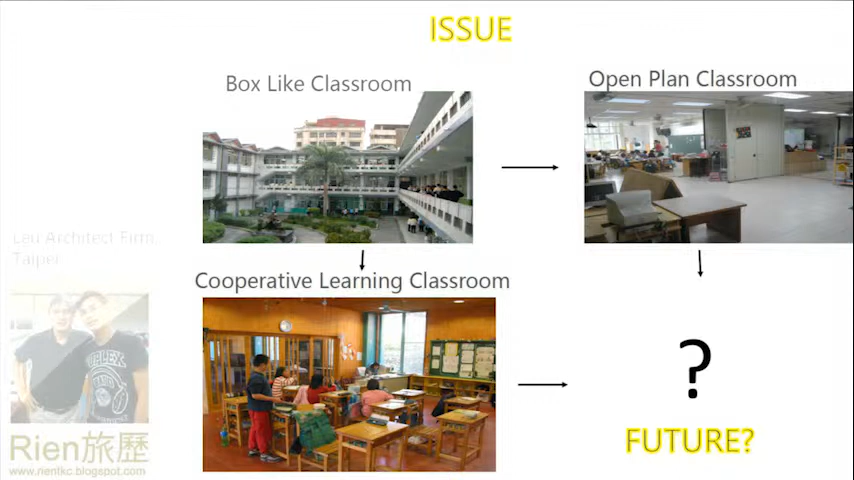 ISSUE
Box Like Classroom
Open Plan Classroom
Leu Architect Firm,
Taipei
Cooperative Learning Classroom
?
FUTURE?
Rien旅歷
www.rientkc.blogspot.com